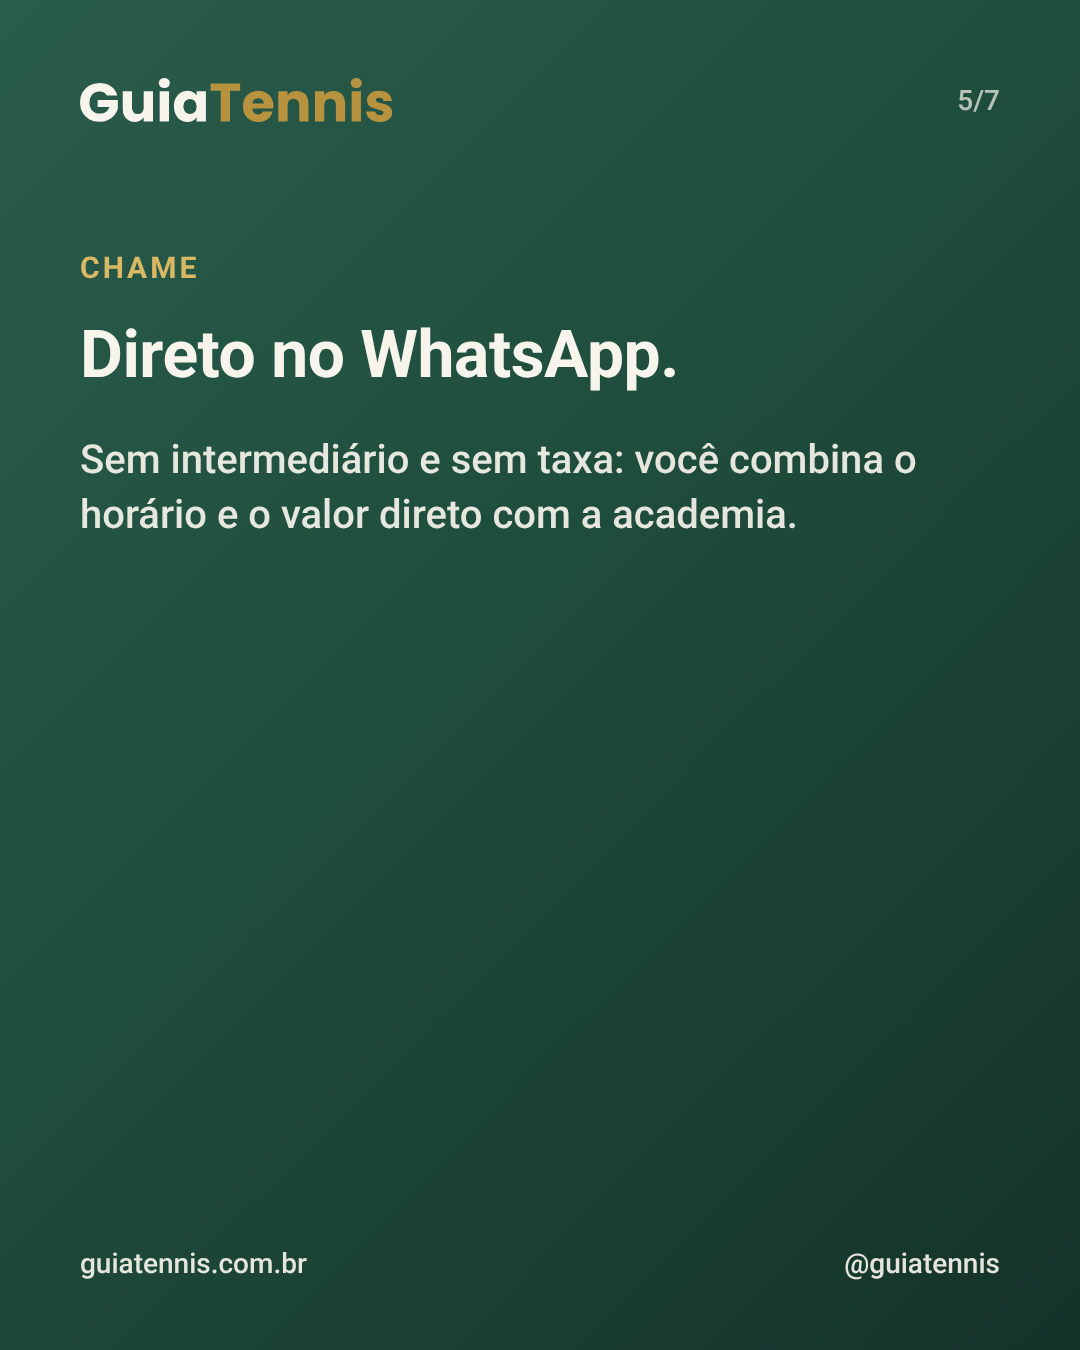 GuiaTennis
5/7
CHAME
Direto no WhatsApp.
Sem intermediário e sem taxa: você combina o
horário e o valor direto com a academia.
guiatennis.com.br
@guiatennis